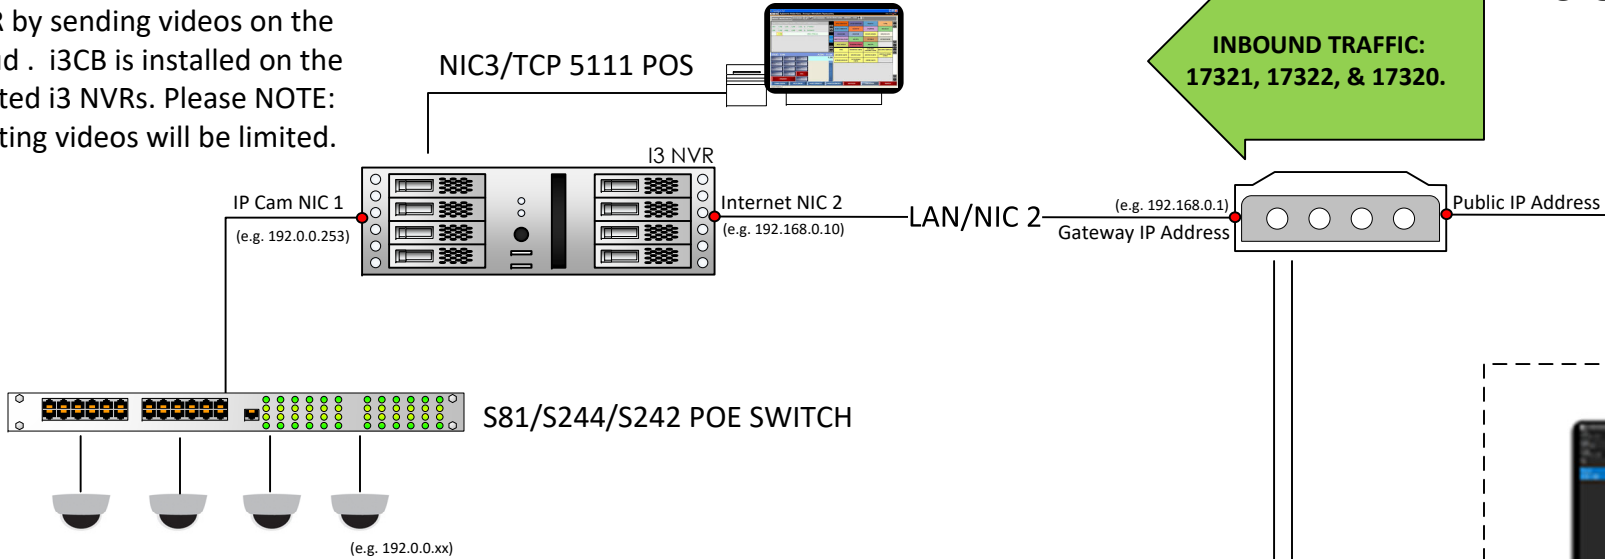 R by sending videos on the
ud . i3CB is installed on the
ted i3 NVRs. Please NOTE:
ting videos will be limited.
NIC3/TCP 5111 POS
INBOUND TRAFFIC:
17321, 17322, & 17320.
I3 NVR
IP Cam NIC 1
(e.g. 192.0.0.253)
Internet NIC 2
(e.g. 192.168.0.10)
LAN/NIC 2
(e.g. 192.168.0.1)
Gateway IP Address
Public IP Address
S81/S244/S242 POE SWITCH
(e.g. 192.0.0.xx)